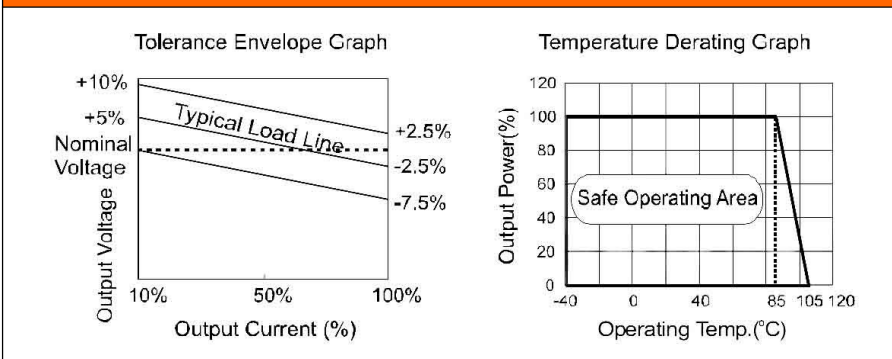 Tolerance Envelope Graph
+10%
+5%
Nominal
Voltage
Output Voltage
Typical Load Line
+2.5%
-2.5%
-7.5%
10%
50%
100%
Output Current (%)
Temperature Derating Graph
Output Power(%)
120
100
80
60
40
20
0
Safe Operating Area
-40
0
40
85
105
120
Operating Temp.(°C)